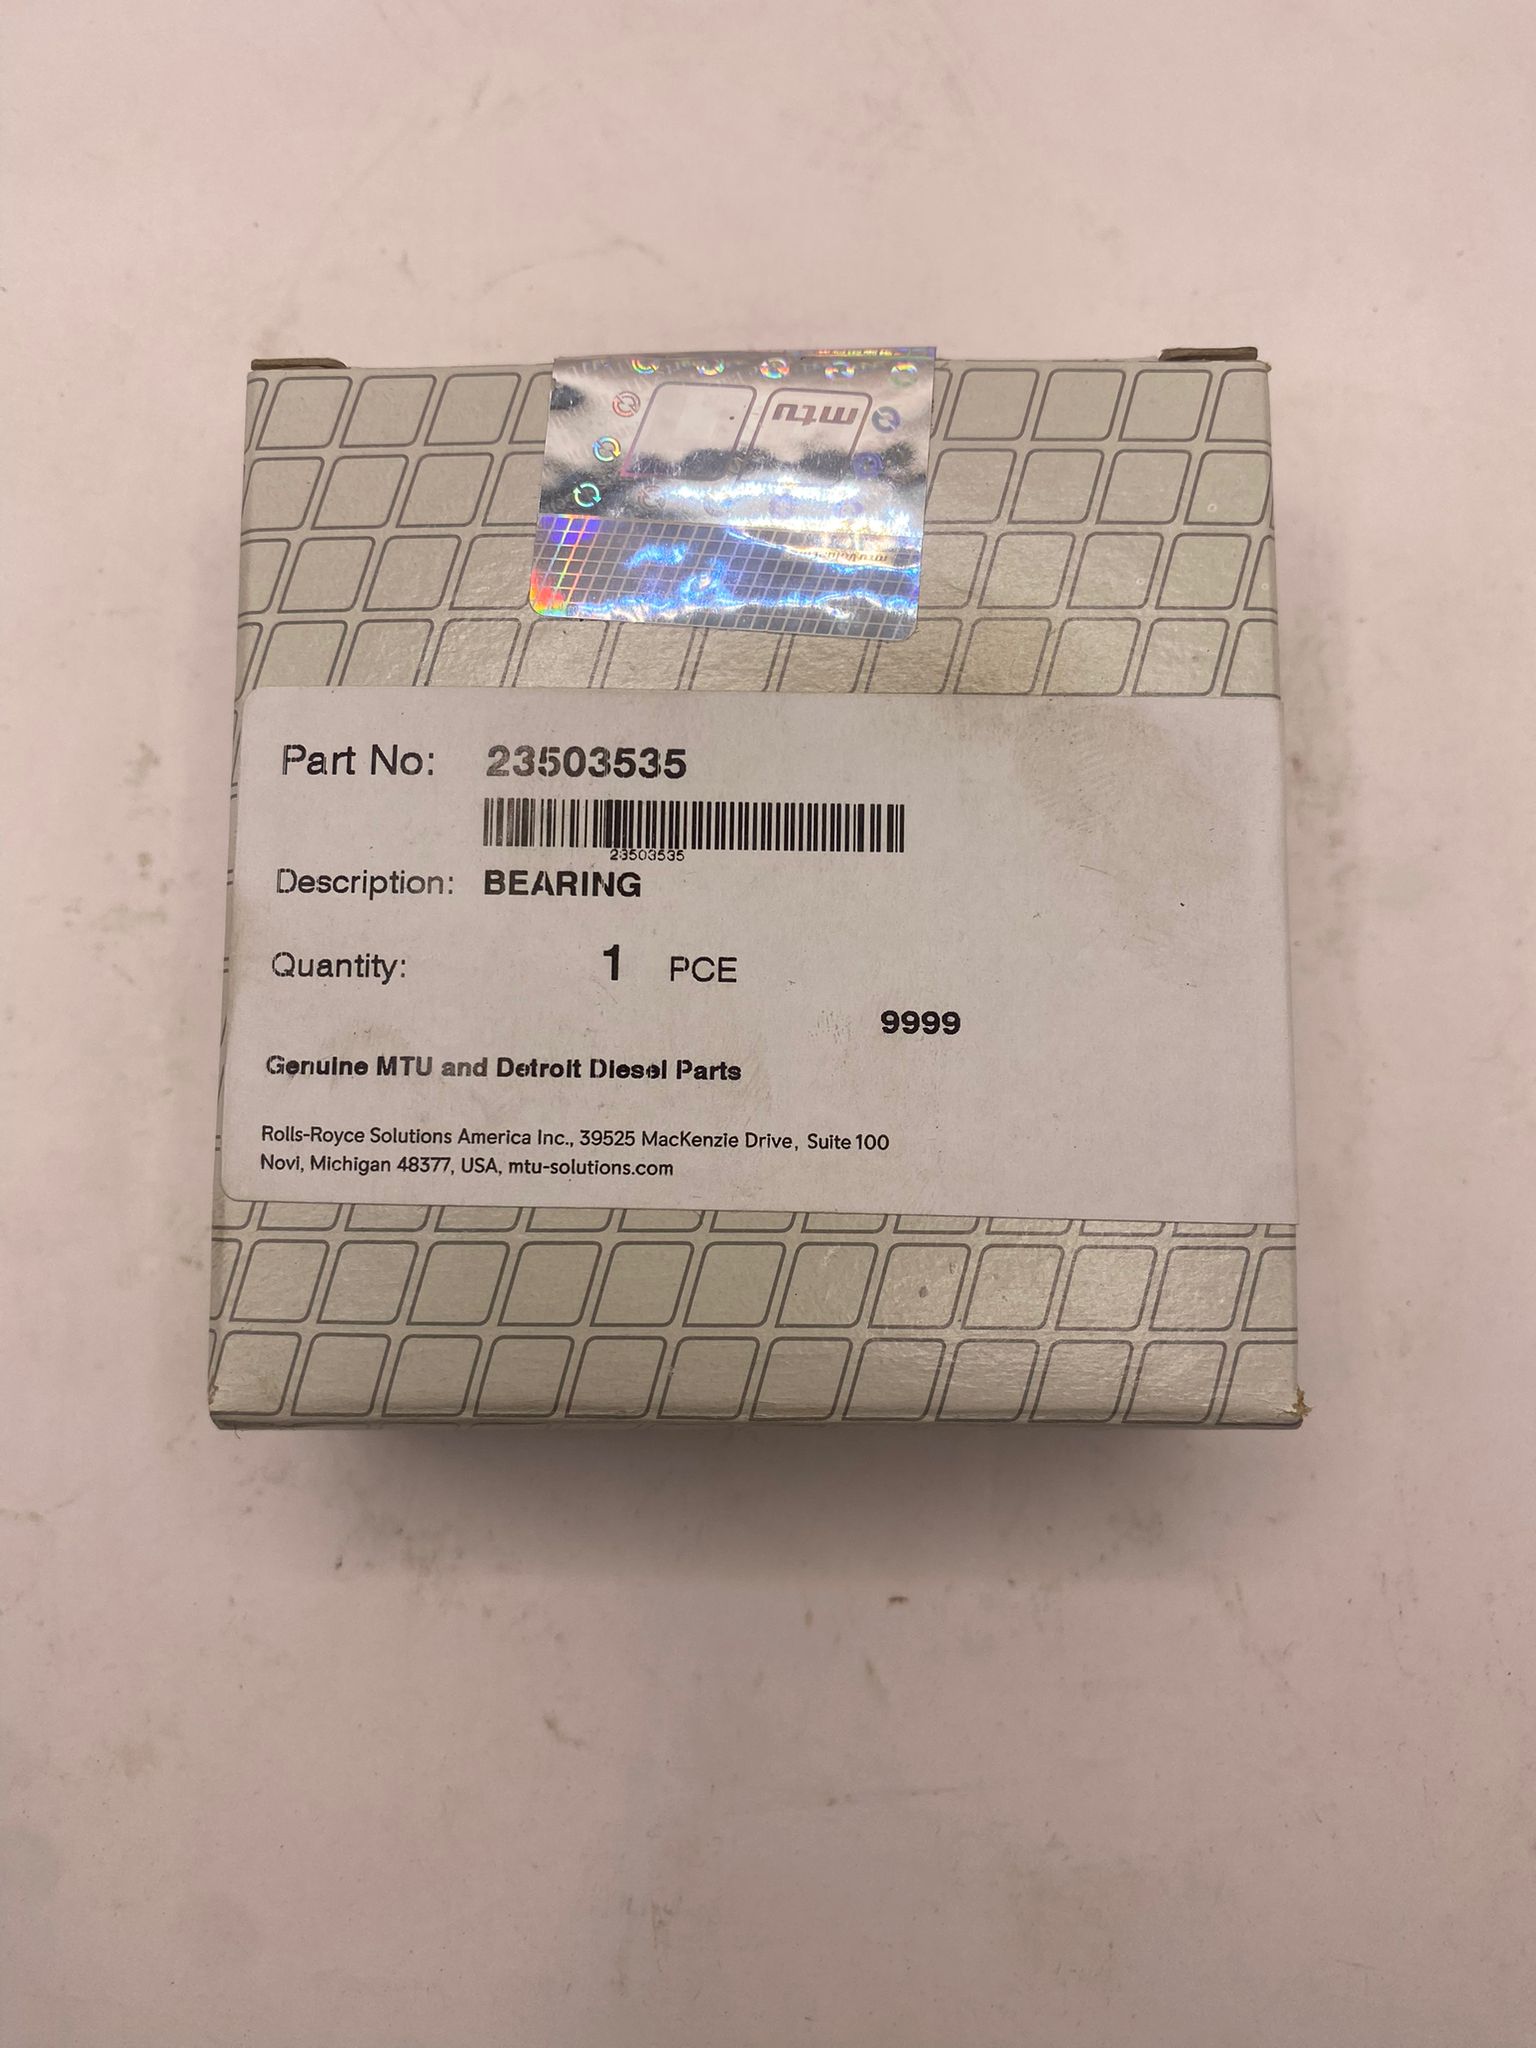 mtu
Part No: 23503535
23503535
Description: BEARING
Quantity: 1 PCE
9999
Genuine MTU and Detroit Diesel Parts
Rolls-Royce Solutions America Inc., 39525 MacKenzie Drive, Suite 100
Novi, Michigan 48377, USA, mtu-solutions.com